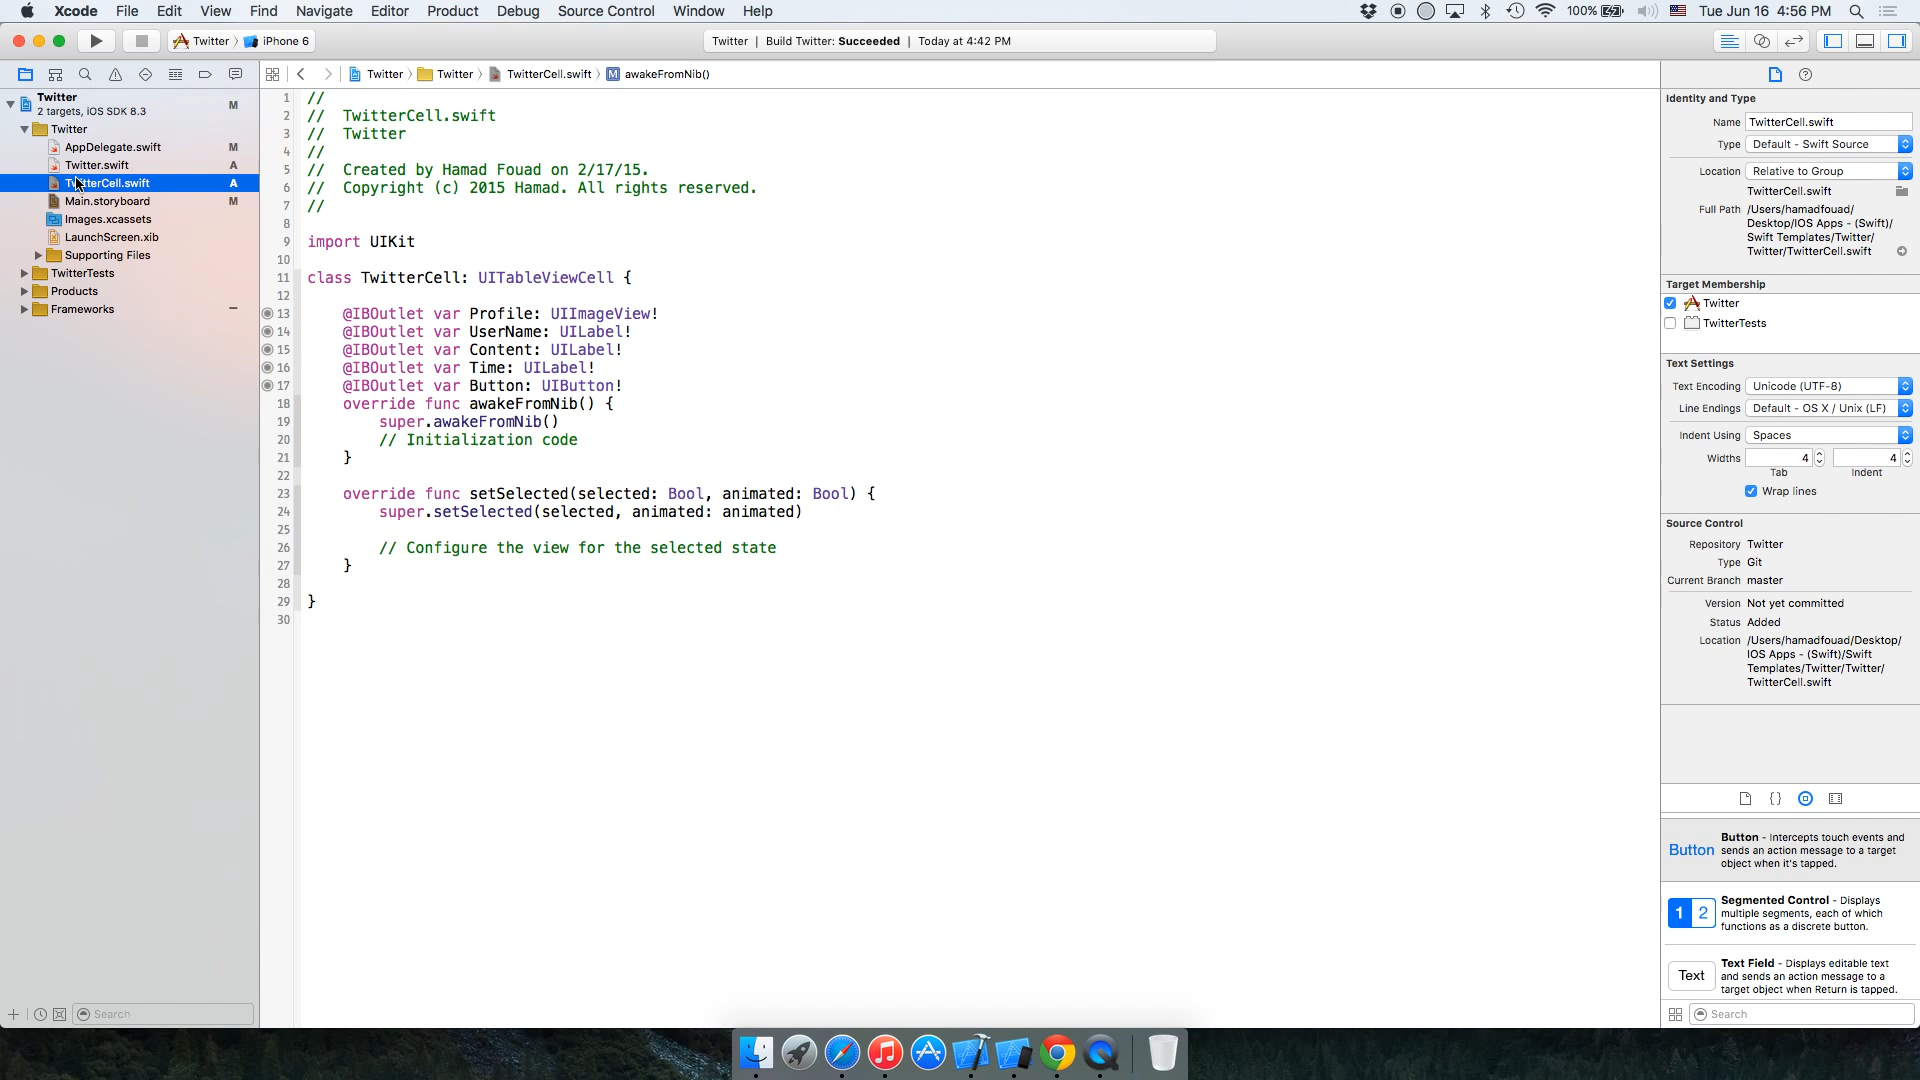 Xcode File Edit View Find Navigate Editor Product Debug Source Control Window Help 100% Tue Jun 16 4:56 PM
Twitter iPhone 6 Twitter | Build Twitter: Succeeded | Today at 4:42 PM
Twitter Twitter TwitterCell.swift M awakeFromNib()
Twitter M
2 targets, iOS SDK 8.3
Twitter
AppDelegate.swift M
Twitter.swift A
TwitterCell.swift A
Main.storyboard M
Images.xcassets
LaunchScreen.xib
Supporting Files
TwitterTests
Products
Frameworks
Search
1 //
2 // TwitterCell.swift
3 // Twitter
4 //
5 // Created by Hamad Fouad on 2/17/15.
6 // Copyright (c) 2015 Hamad. All rights reserved.
7 //
8
9 import UIKit
10
11 class TwitterCell: UITableViewCell {
12
13 @IBOutlet var Profile: UIImageView!
14 @IBOutlet var UserName: UILabel!
15 @IBOutlet var Content: UILabel!
16 @IBOutlet var Time: UILabel!
17 @IBOutlet var Button: UIButton!
18 override func awakeFromNib() {
19 super.awakeFromNib()
20 // Initialization code
21 }
22
23 override func setSelected(selected: Bool, animated: Bool) {
24 super.setSelected(selected, animated: animated)
25
26 // Configure the view for the selected state
27 }
28
29 }
30
Identity and Type
Name TwitterCell.swift
Type Default - Swift Source
Location Relative to Group
TwitterCell.swift
Full Path /Users/hamadfouad/
Desktop/IOS Apps - (Swift)/
Swift Templates/Twitter/
Twitter/TwitterCell.swift
Target Membership
Twitter
TwitterTests
Text Settings
Text Encoding Unicode (UTF-8)
Line Endings Default - OS X / Unix (LF)
Indent Using Spaces
Widths 4 4
Tab Indent
Wrap lines
Source Control
Repository Twitter
Type Git
Current Branch master
Version Not yet committed
Status Added
Location /Users/hamadfouad/Desktop/
IOS Apps - (Swift)/Swift
Templates/Twitter/Twitter/
TwitterCell.swift
{}
Button Button - Intercepts touch events and
sends an action message to a target
object when it's tapped.
1 2 Segmented Control - Displays
multiple segments, each of which
functions as a discrete button.
Text Text Field - Displays editable text
and sends an action message to a
target object when Return is tapped.
Search